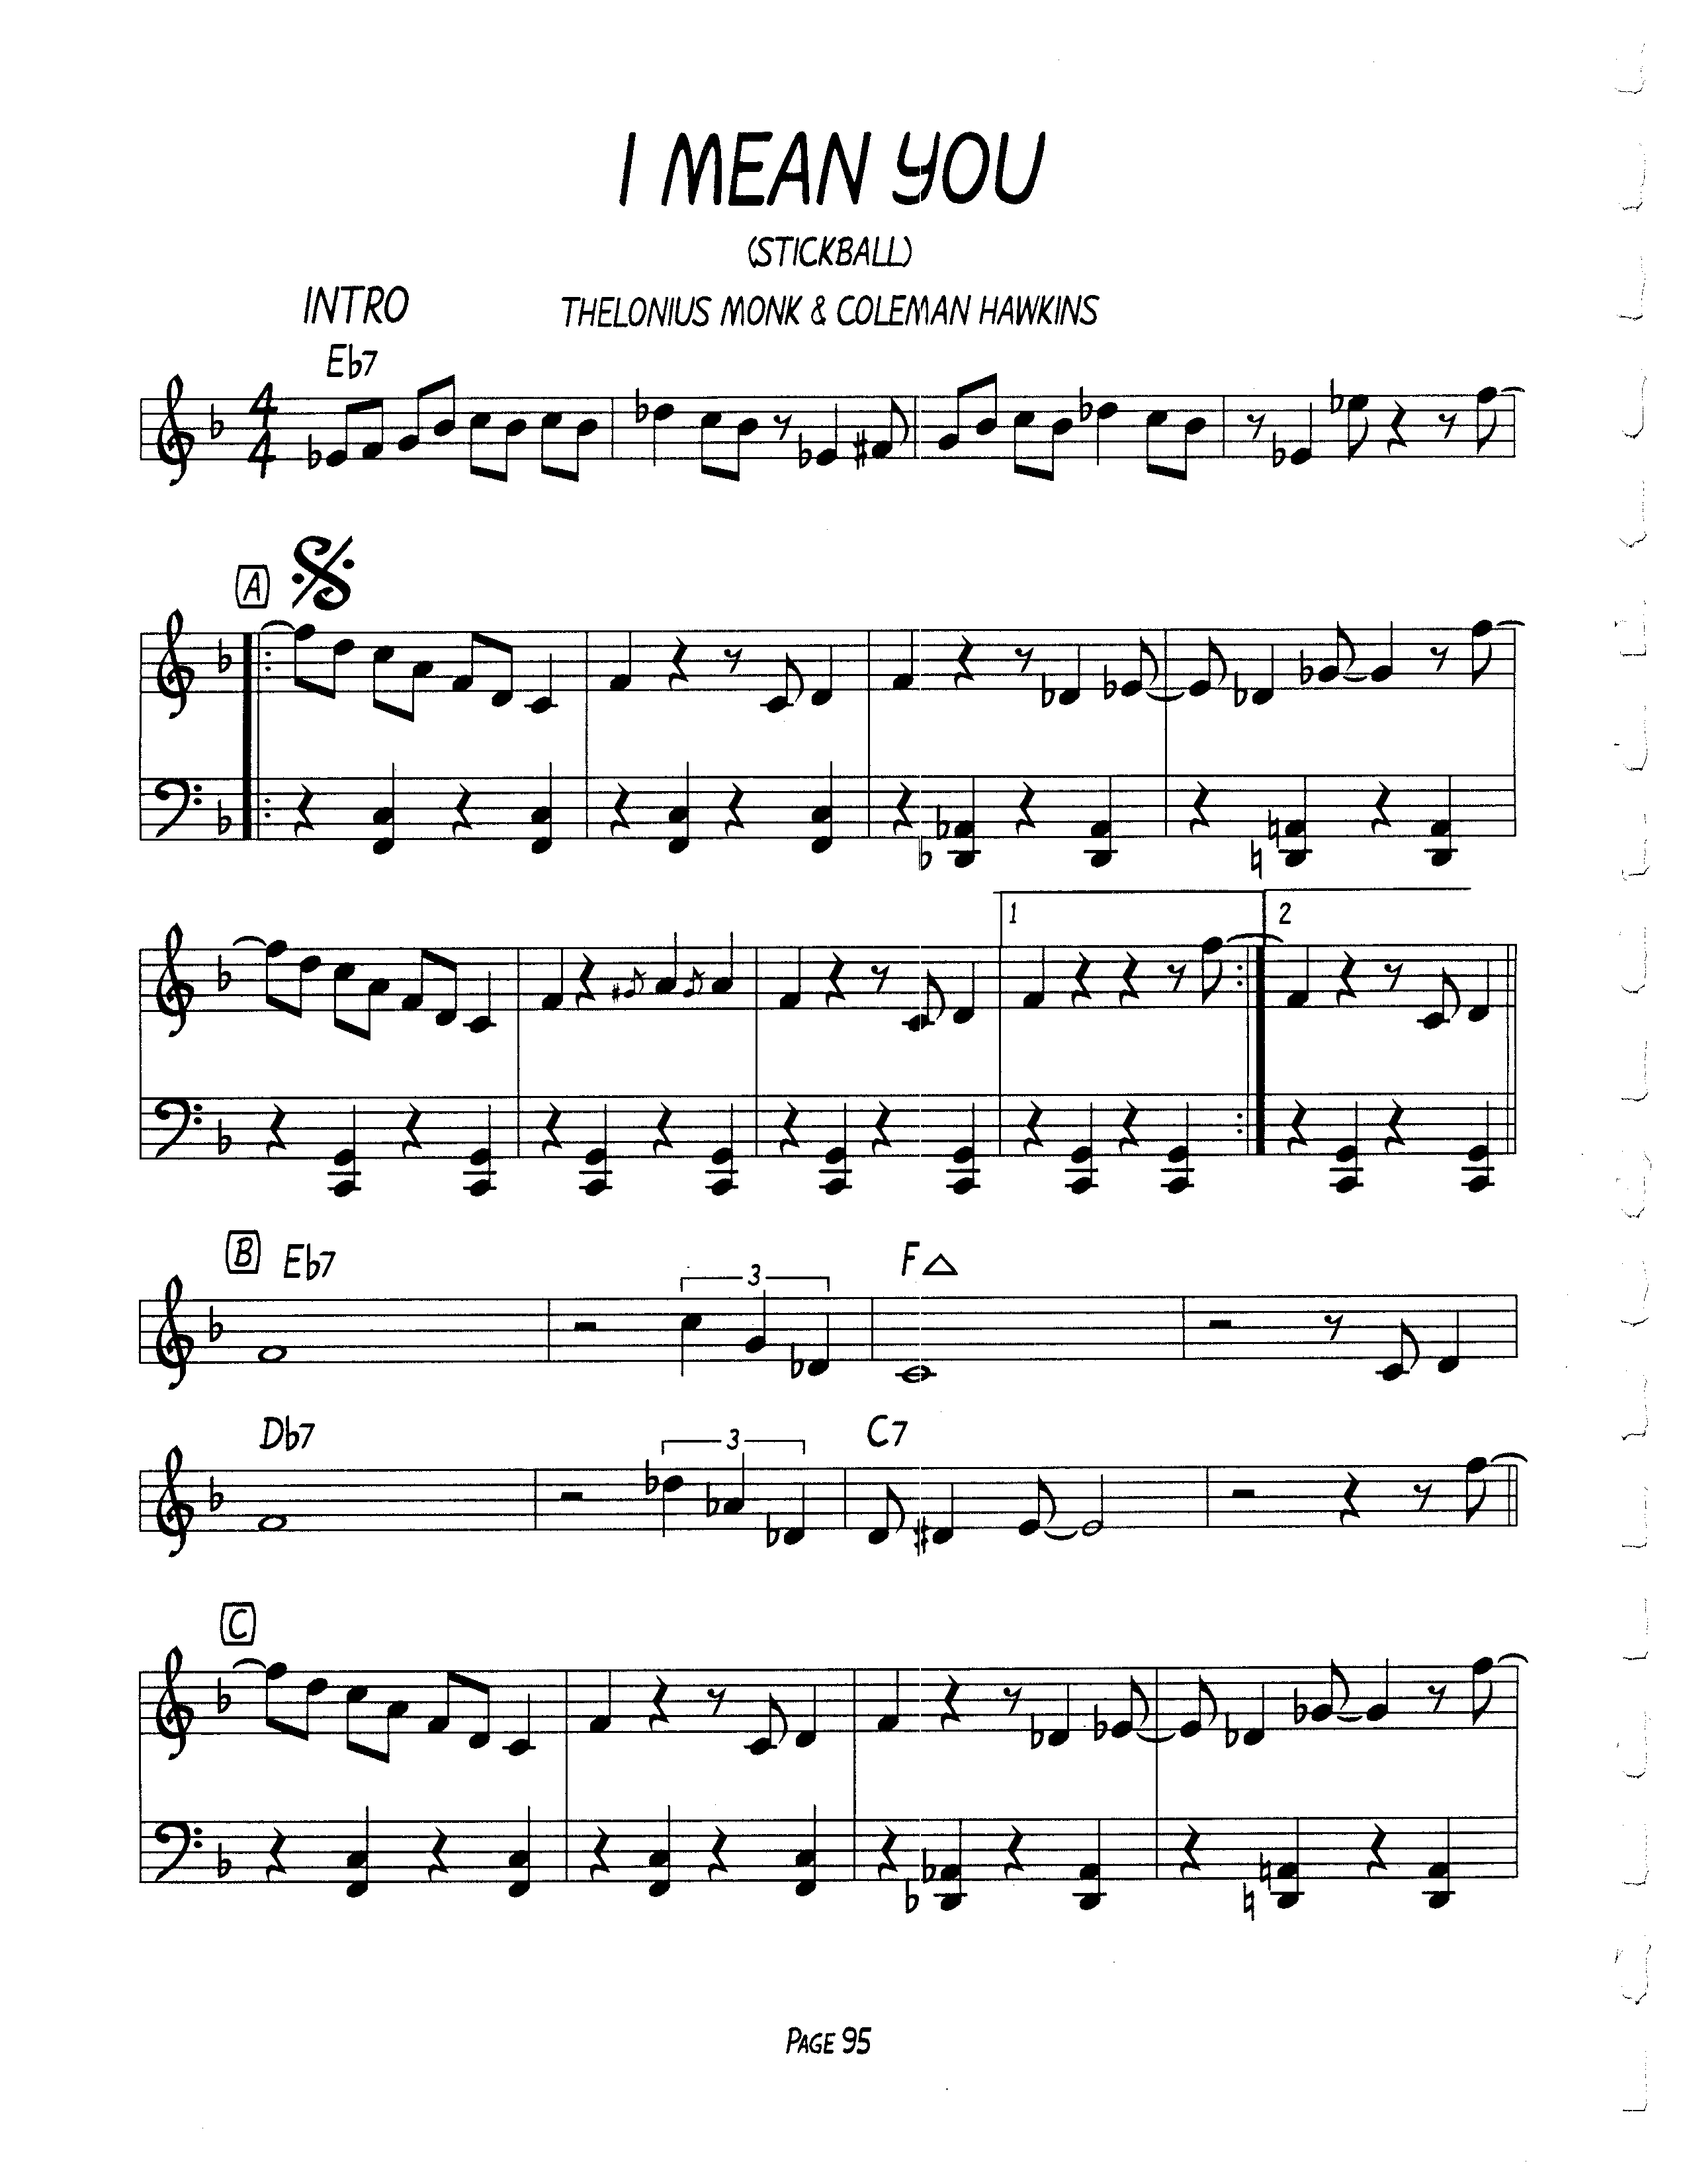 I MEAN YOU
(STICKBALL)
INTRO
THELONIUS MONK & COLEMAN HAWKINS
Eb7
4
4
A
1
2
B
Eb7
3
F△
Db7
3
C7
C
PAGE 95